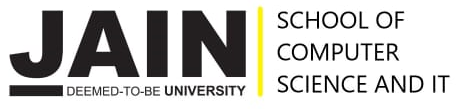 JAIN
DEEMED-TO-BE UNIVERSITY
SCHOOL OF
COMPUTER
SCIENCE AND IT